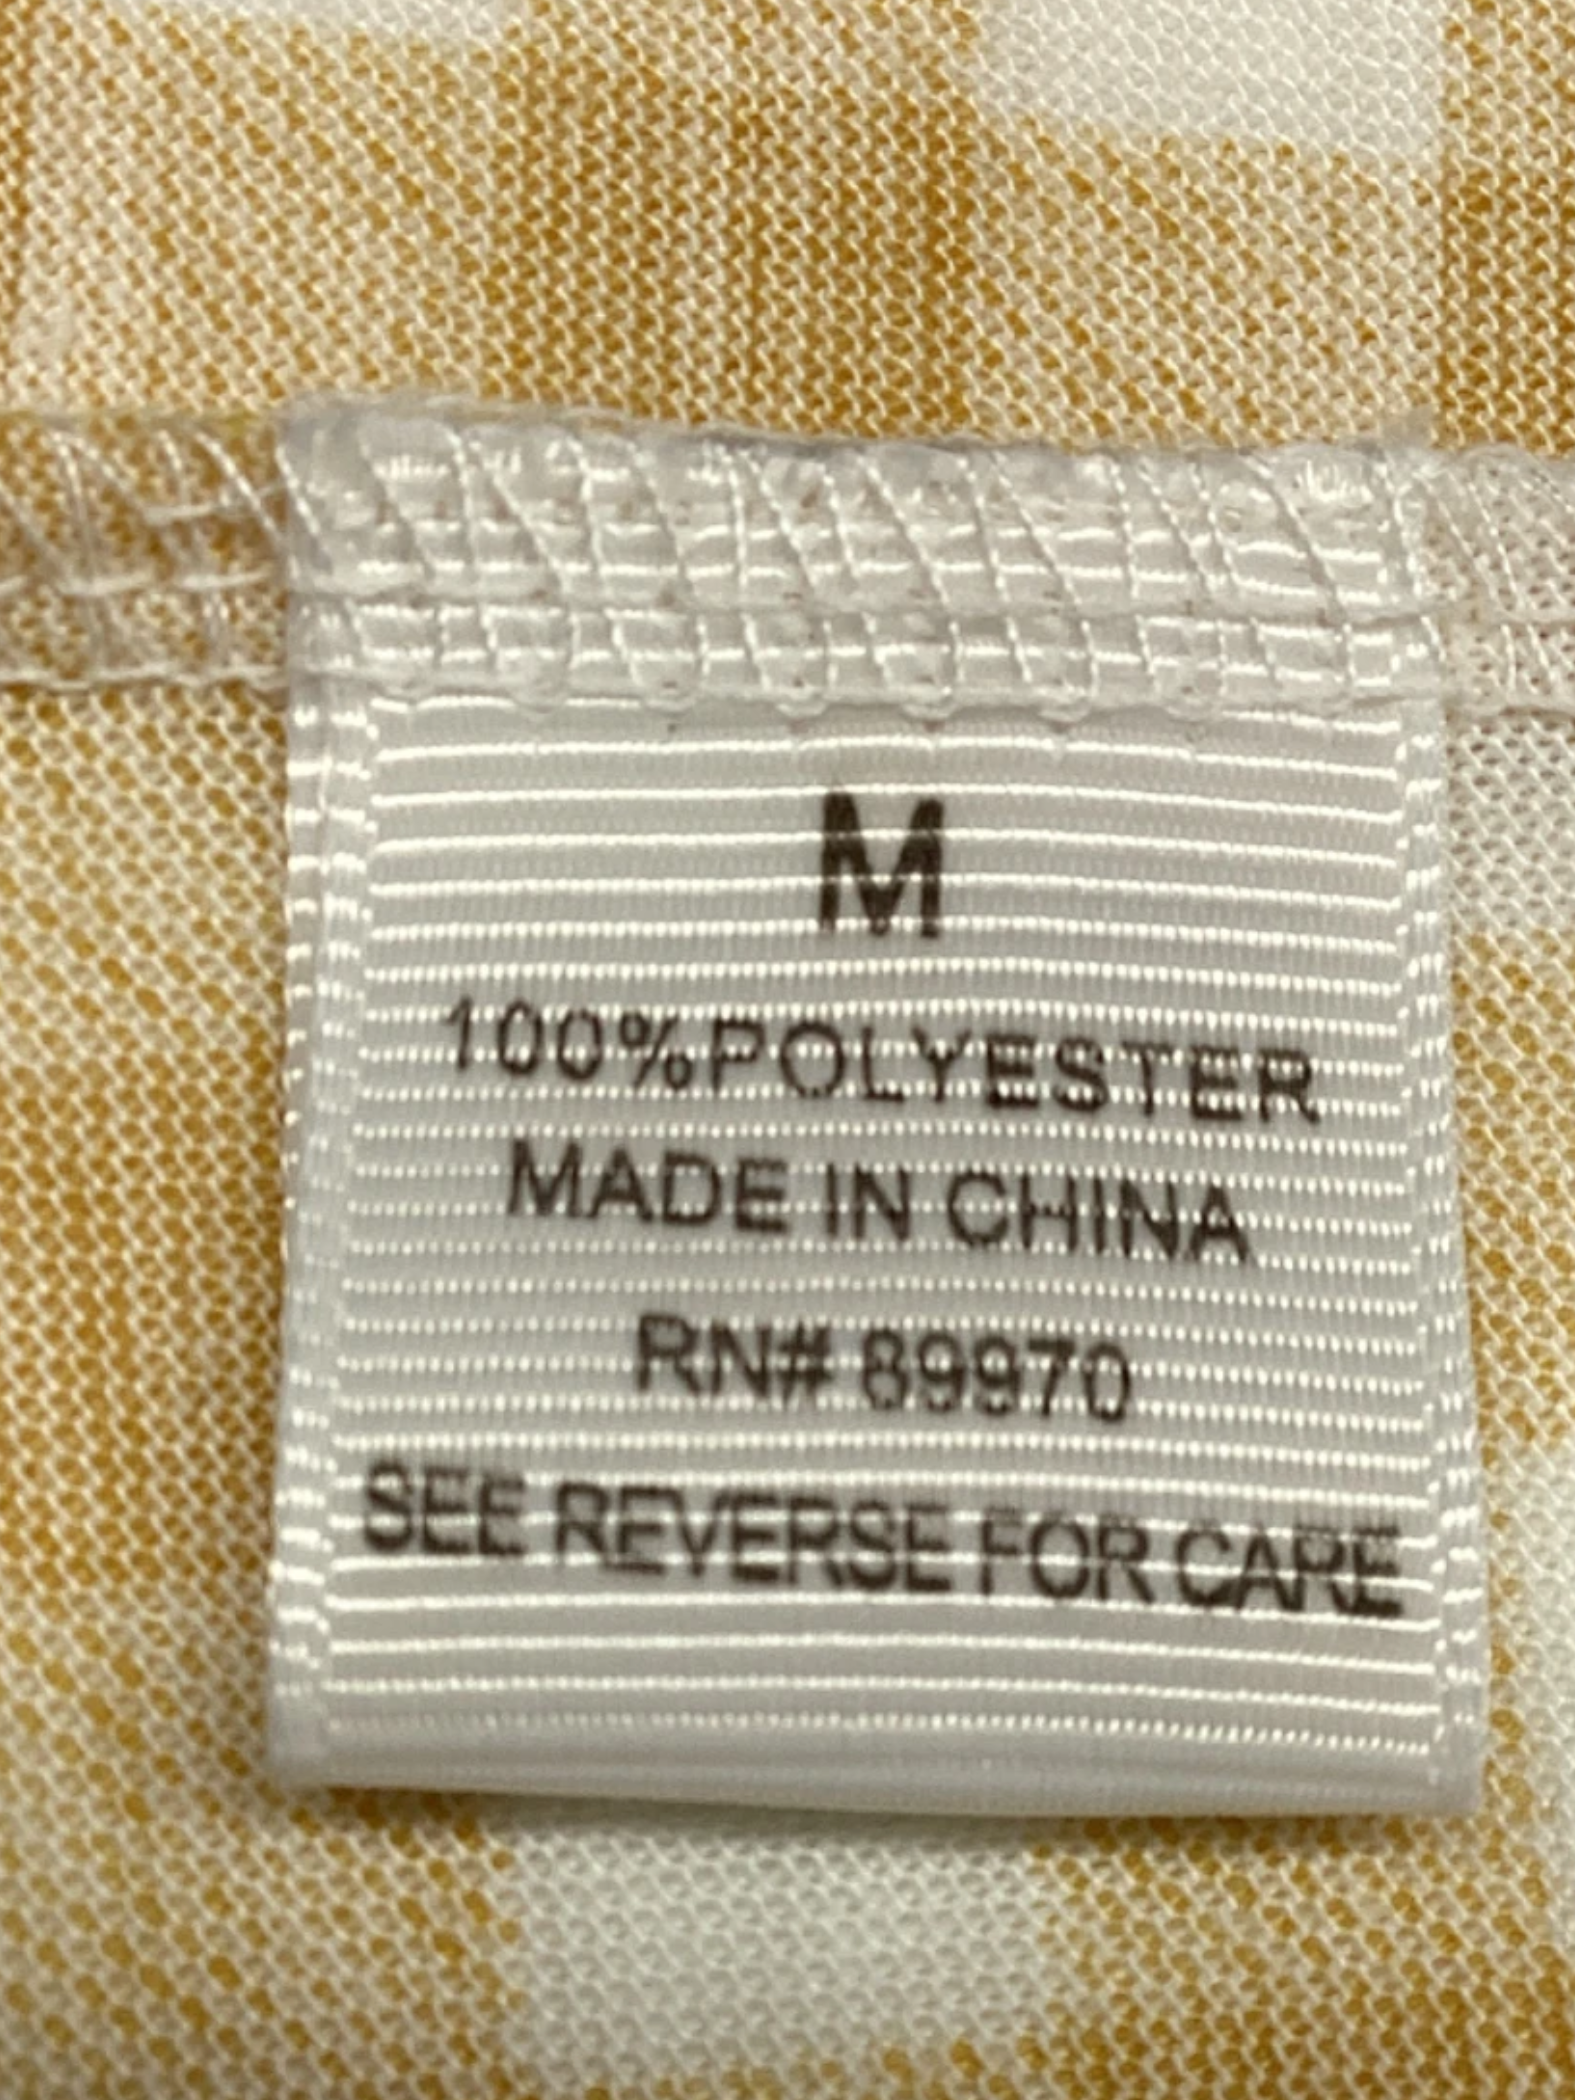 M
100%POLYESTER
MADE IN CHINA
RN# 89970
SEE REVERSE FOR CARE